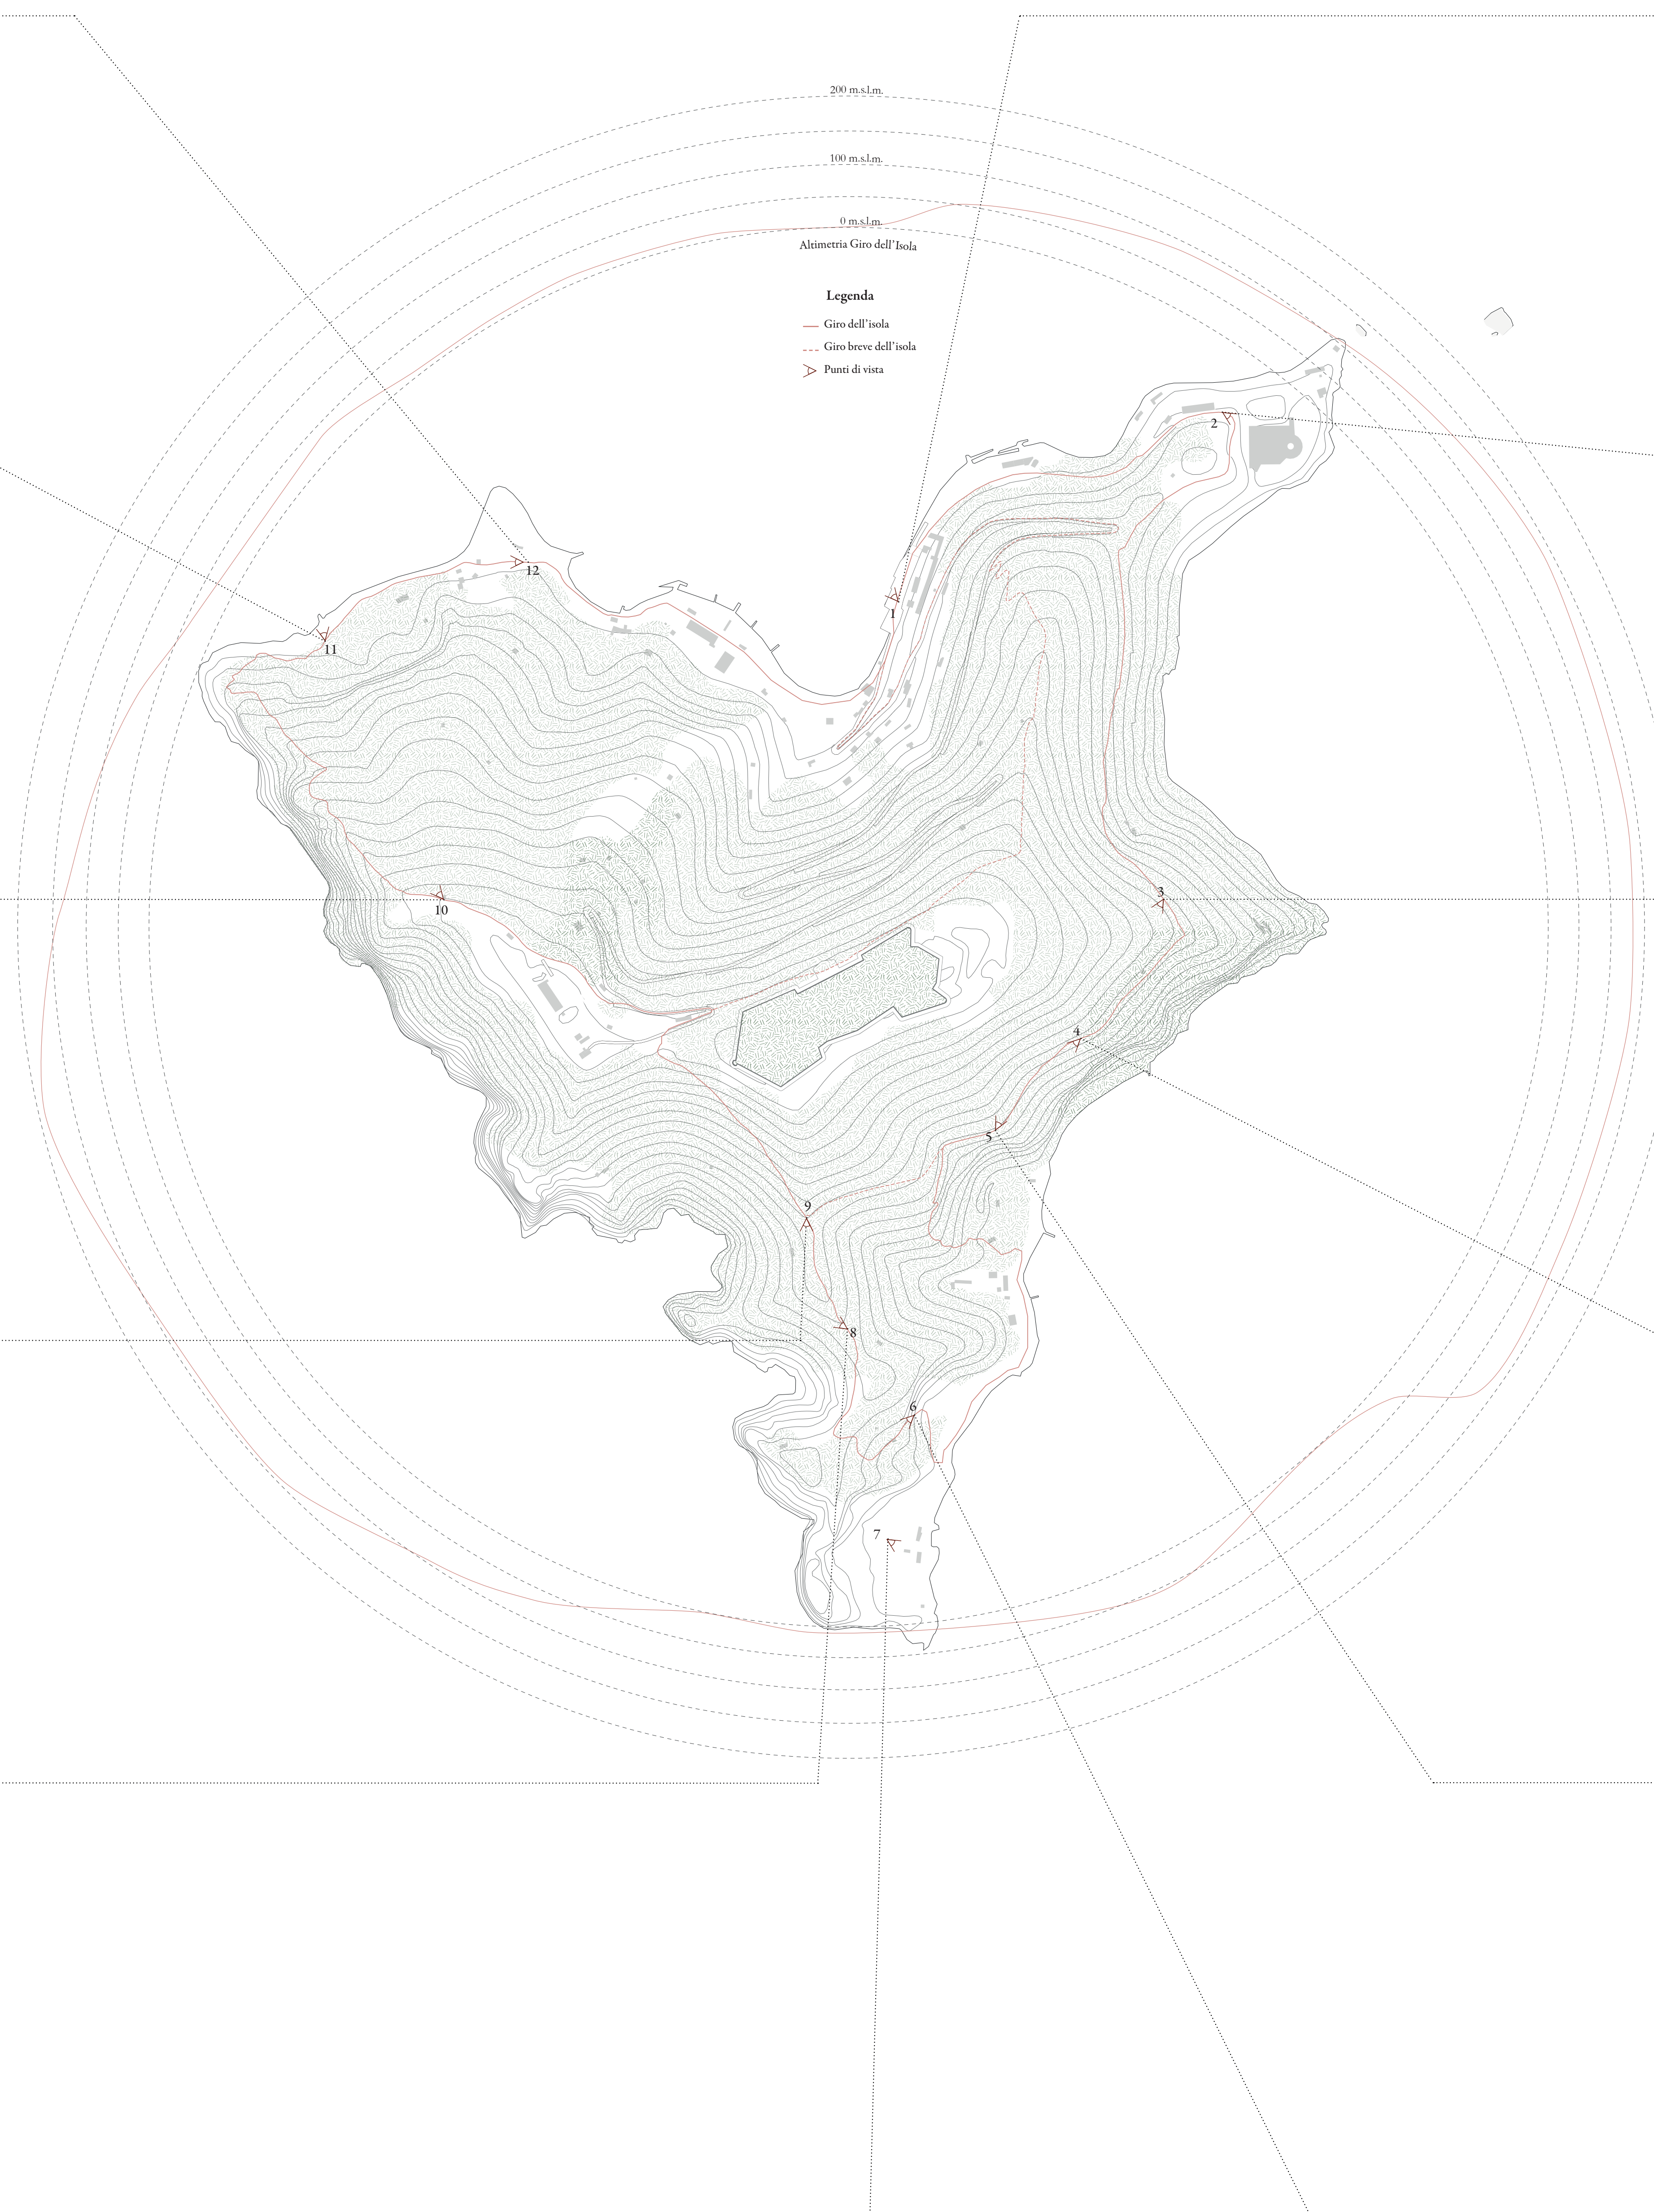 200 m.s.l.m.
100 m.s.l.m.
0 m.s.l.m.
Altimetria Giro dell'Isola
Legenda
Giro dell'isola
Giro breve dell'isola
Punti di vista
2
12
1
11
3
10
4
5
9
8
6
7